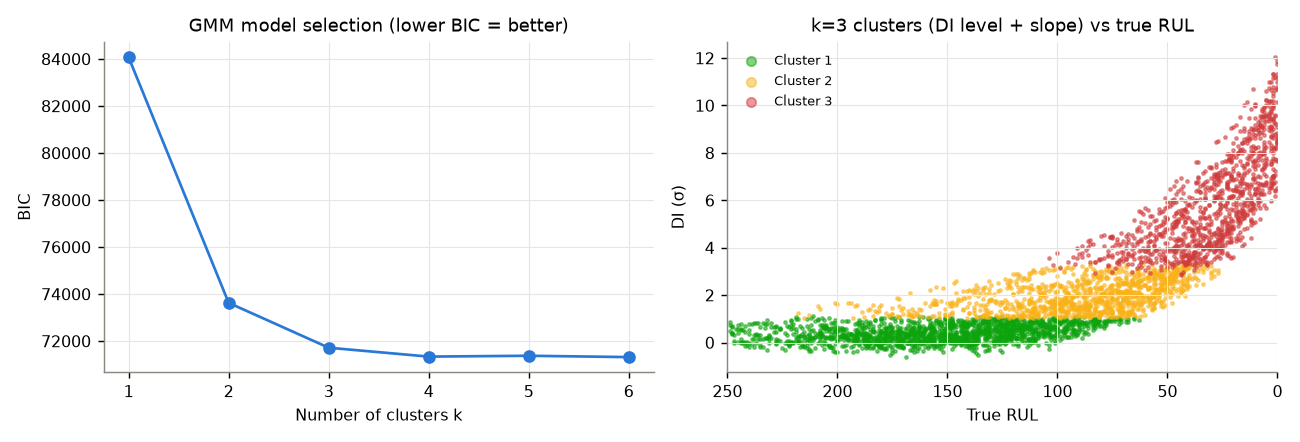 GMM model selection (lower BIC = better)
84000
82000
80000
78000
76000
74000
72000
BIC
1 2 3 4 5 6
Number of clusters k
k=3 clusters (DI level + slope) vs true RUL
Cluster 1
Cluster 2
Cluster 3
12
10
8
6
4
2
0
DI (σ)
250 200 150 100 50 0
True RUL